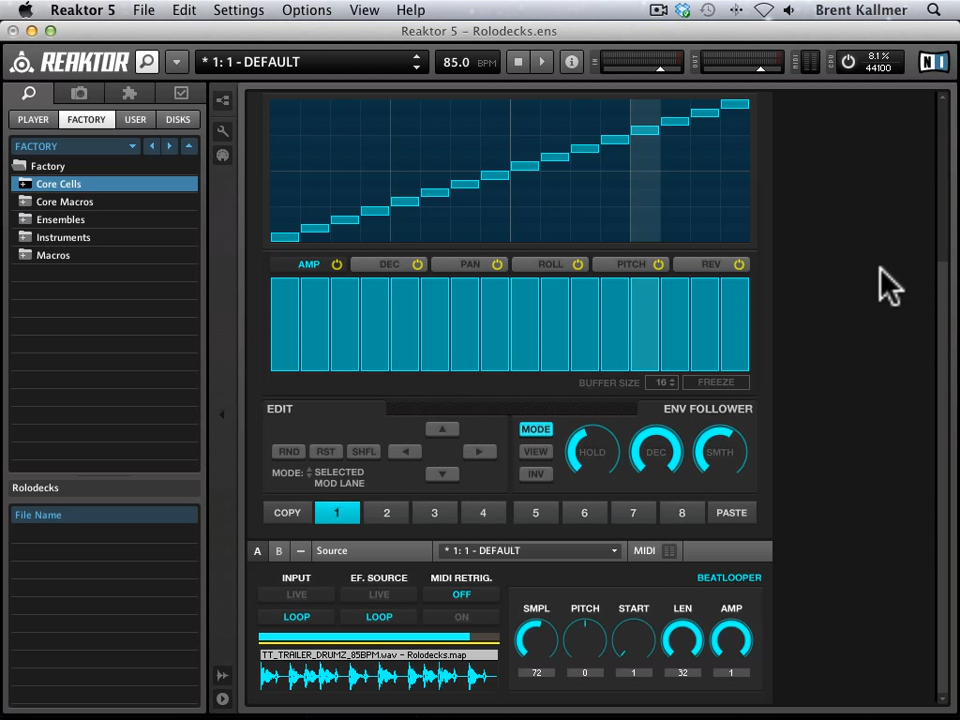 Reaktor 5 File Edit Settings Options View Help Brent Kallmer
Reaktor 5 – Rolodecks.ens
REAKTOR * 1: 1 - DEFAULT 85.0 BPM IN OUT MIDI 8.1% 44100
PLAYER FACTORY USER DISKS
FACTORY
Factory
Core Cells
Core Macros
Ensembles
Instruments
Macros
AMP DEC PAN ROLL PITCH REV
BUFFER SIZE 16 FREEZE
EDIT ENV FOLLOWER
MODE
RND RST SHFL VIEW HOLD DEC SMTH
MODE: SELECTED MOD LANE
INV
Rolodecks
File Name
COPY 1 2 3 4 5 6 7 8 PASTE
A B Source * 1: 1 - DEFAULT MIDI
INPUT EF. SOURCE MIDI RETRIG. BEATLOOPER
LIVE LIVE OFF
LOOP LOOP ON
SMPL PITCH START LEN AMP
TT_TRAILER_DRUMZ_85BPM.wav – Rolodecks.map
72 0 1 32 1